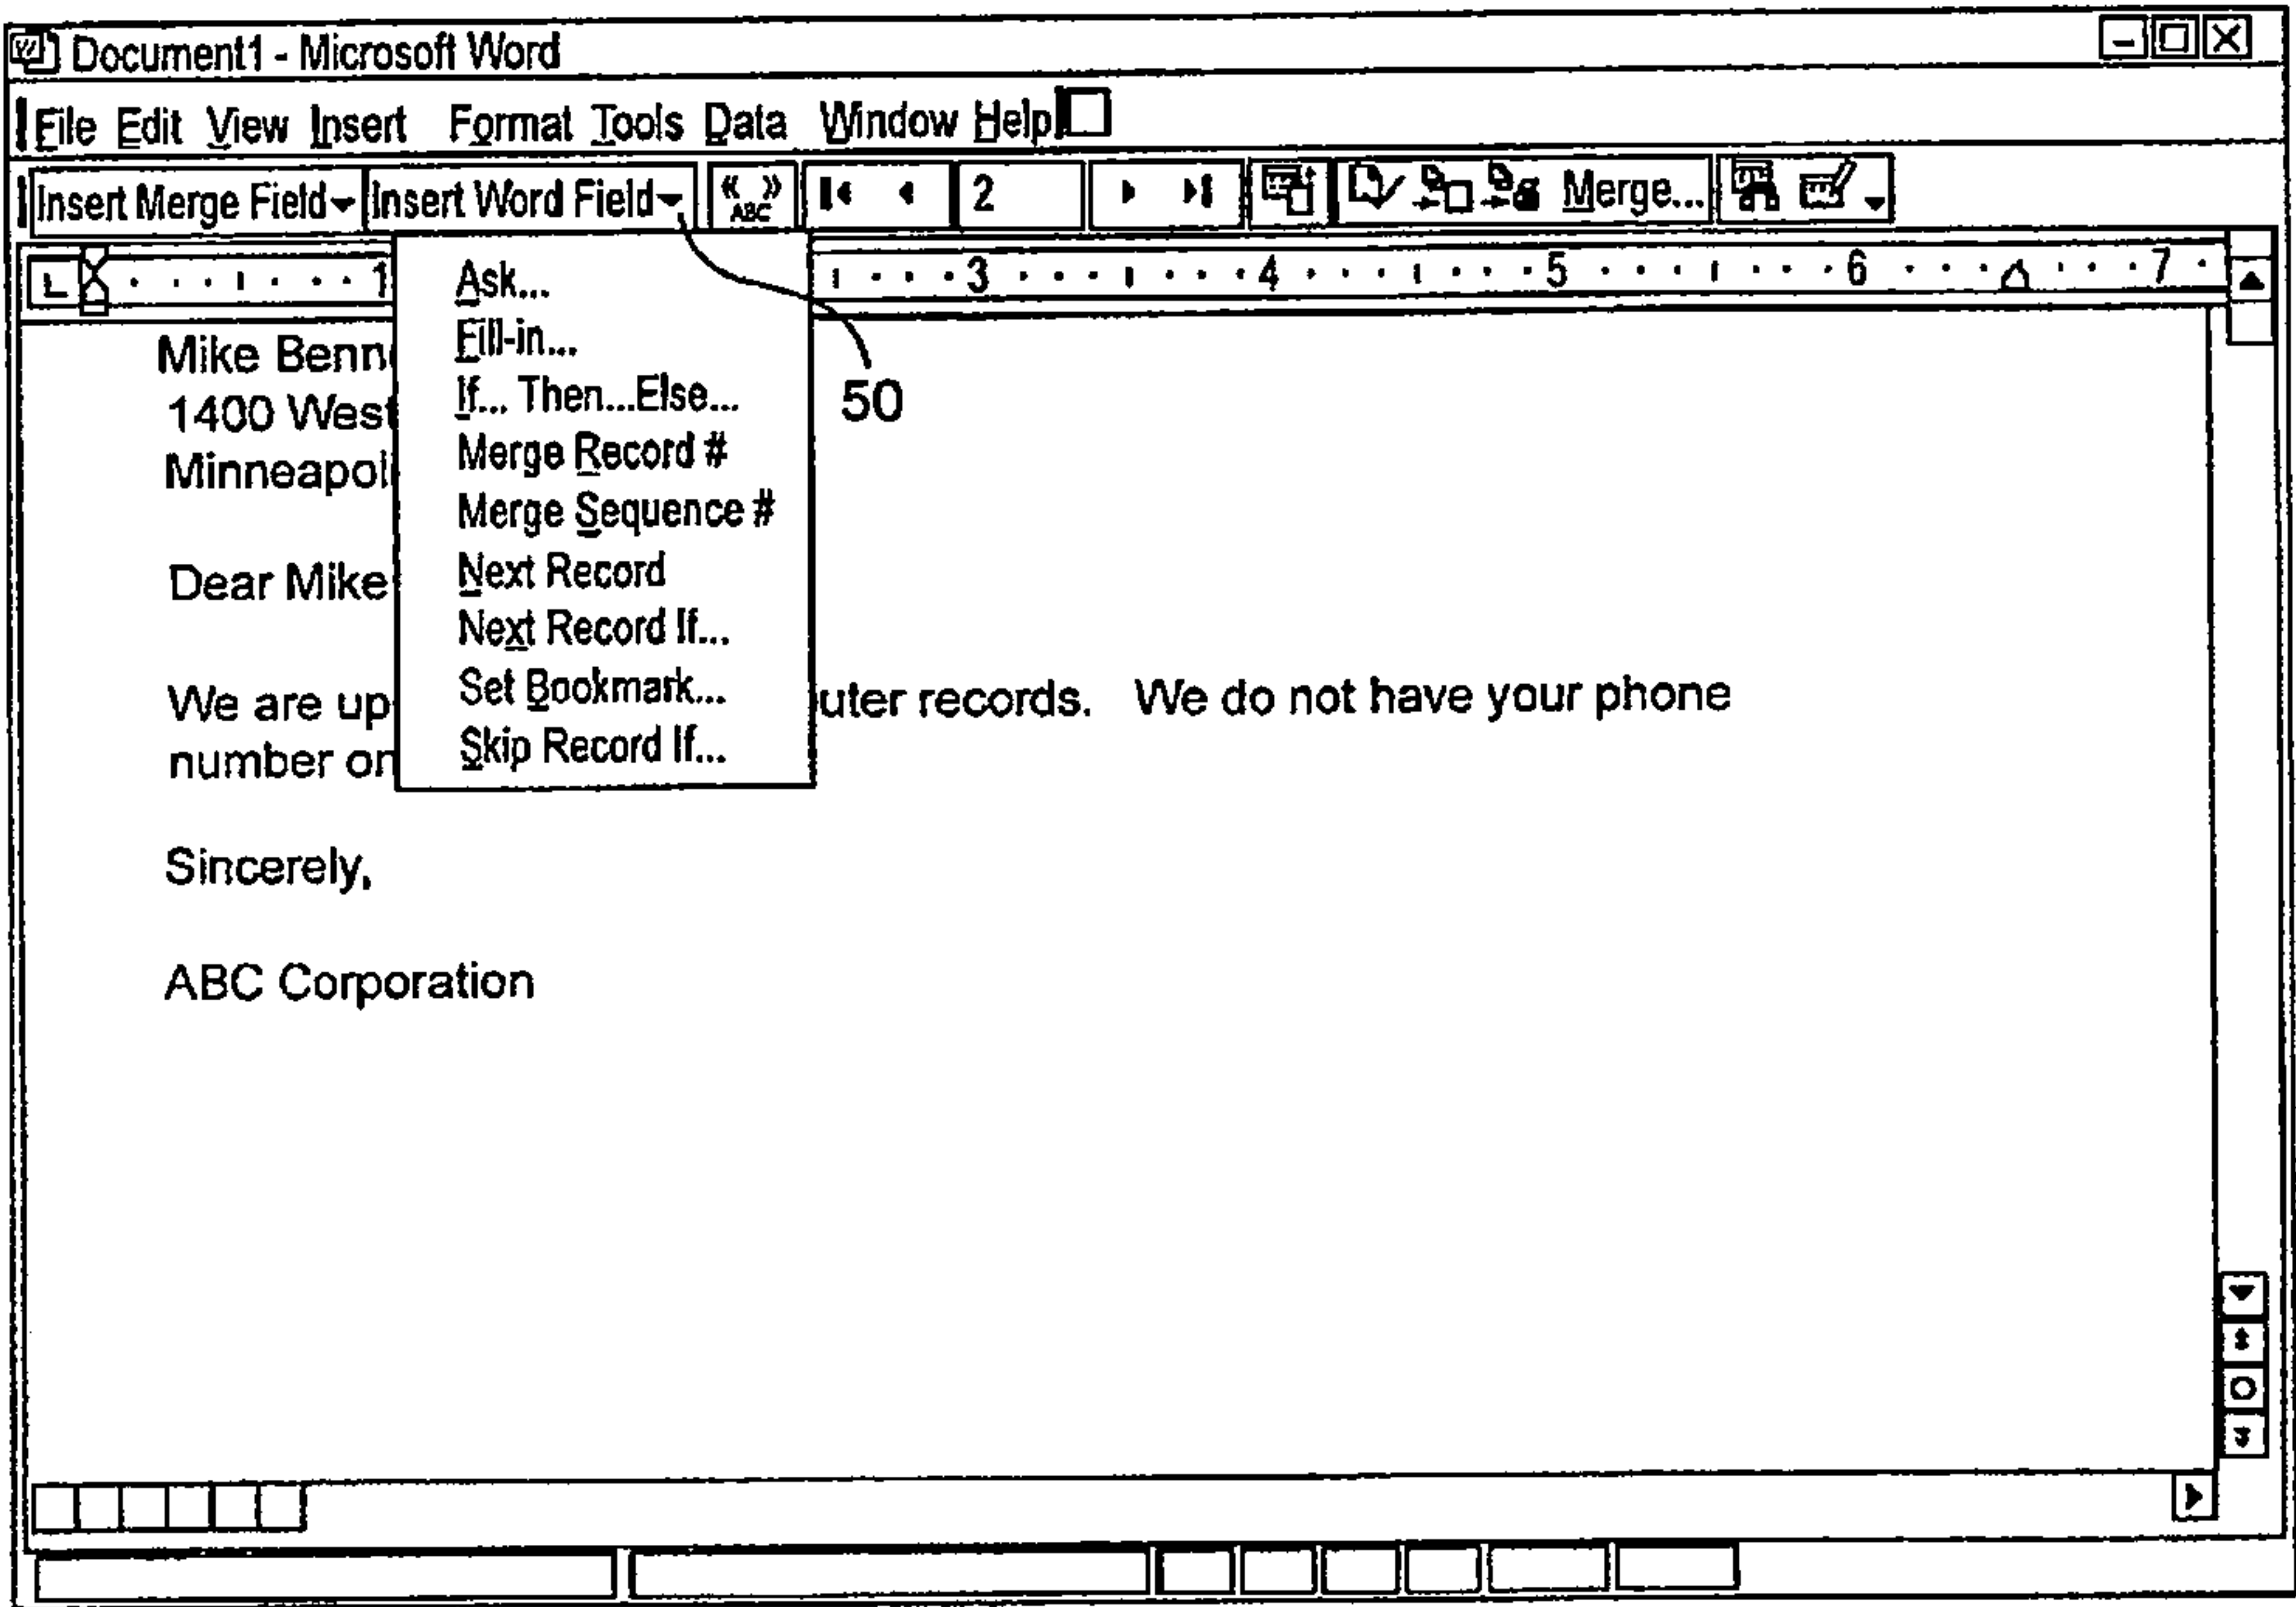 Document1 - Microsoft Word
File Edit View Insert Format Tools Data Window Help
Insert Merge Field Insert Word Field « » ABC 2 Merge...
L 1 3 4 5 6 7
Ask...
Fill-in...
If... Then...Else...
Merge Record #
Merge Sequence #
Next Record
Next Record If...
Set Bookmark...
Skip Record If...
50
Mike Benn
1400 West
Minneapoli
Dear Mike
We are up uter records. We do not have your phone
number on
Sincerely,
ABC Corporation